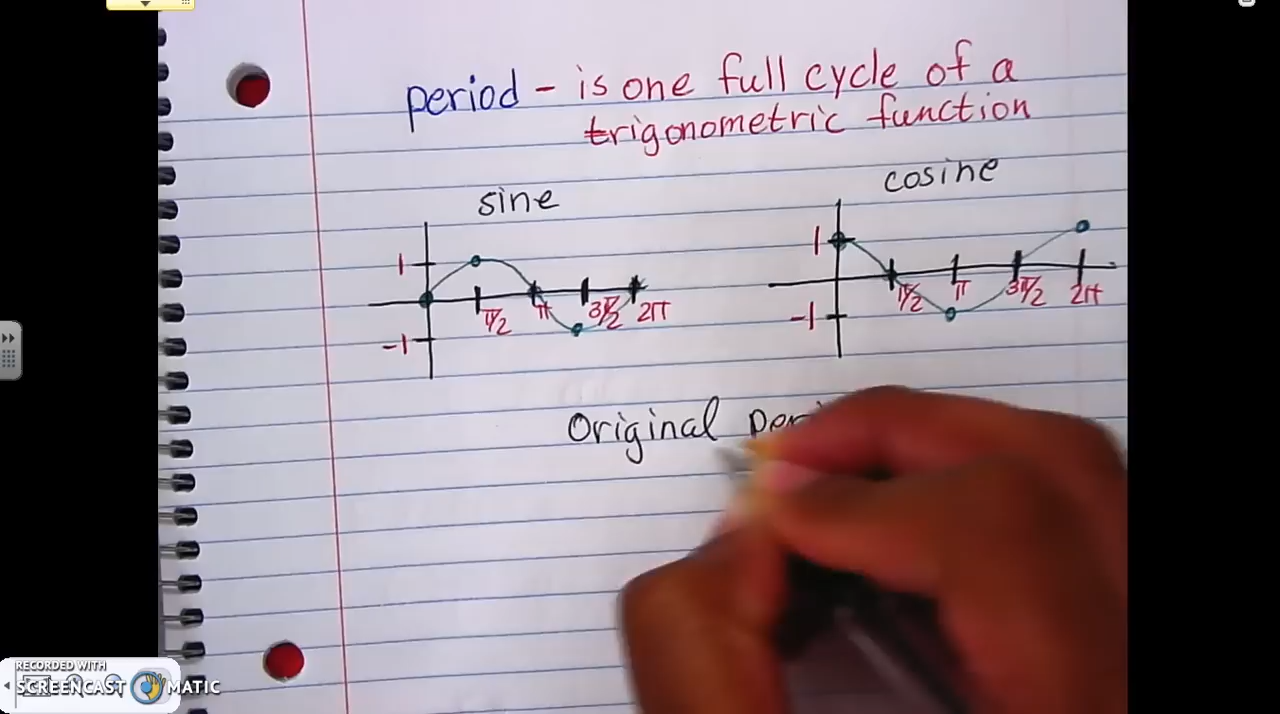 period - is one full cycle of a
trigonometric function
sine
cosine
1
-1
π/2 π 3π/2 2π
1
-1
π/2 π 3π/2 2π
Original
RECORDED WITH
SCREENCAST MATIC